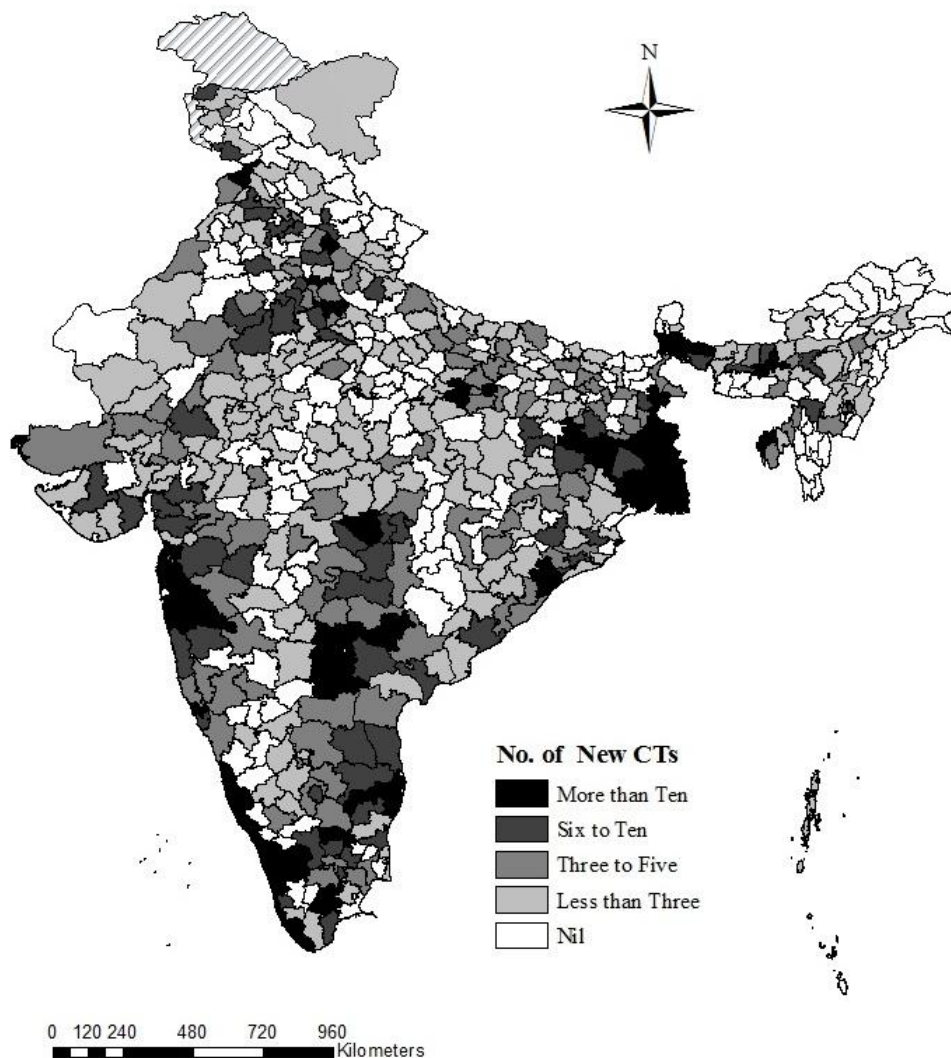 N
No. of New CTs
More than Ten
Six to Ten
Three to Five
Less than Three
Nil
0 120 240 480 720 960
Kilometers